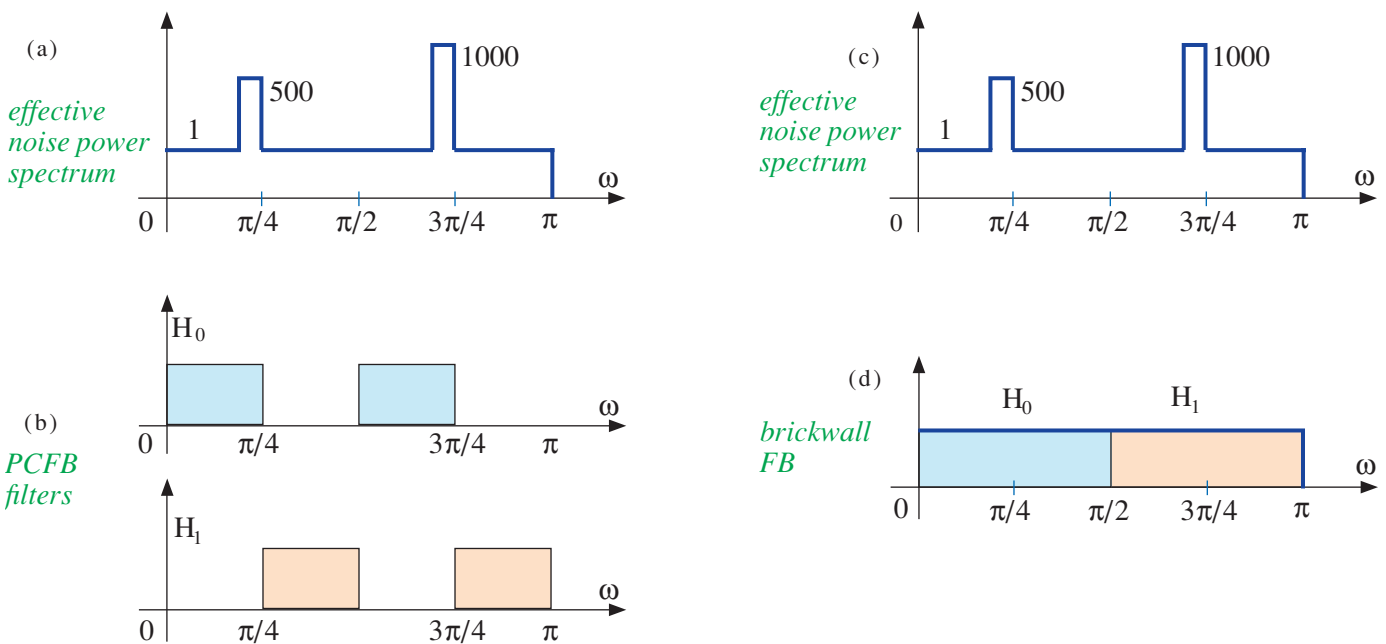 (a)
effective
noise power
spectrum
1
500
1000
ω
0
π/4
π/2
3π/4
π
(c)
effective
noise power
spectrum
1
500
1000
ω
0
π/4
π/2
3π/4
π
(b)
PCFB
filters
H₀
ω
0
π/4
3π/4
π
H₁
ω
0
π/4
3π/4
π
(d)
brickwall
FB
H₀
H₁
ω
0
π/4
π/2
3π/4
π